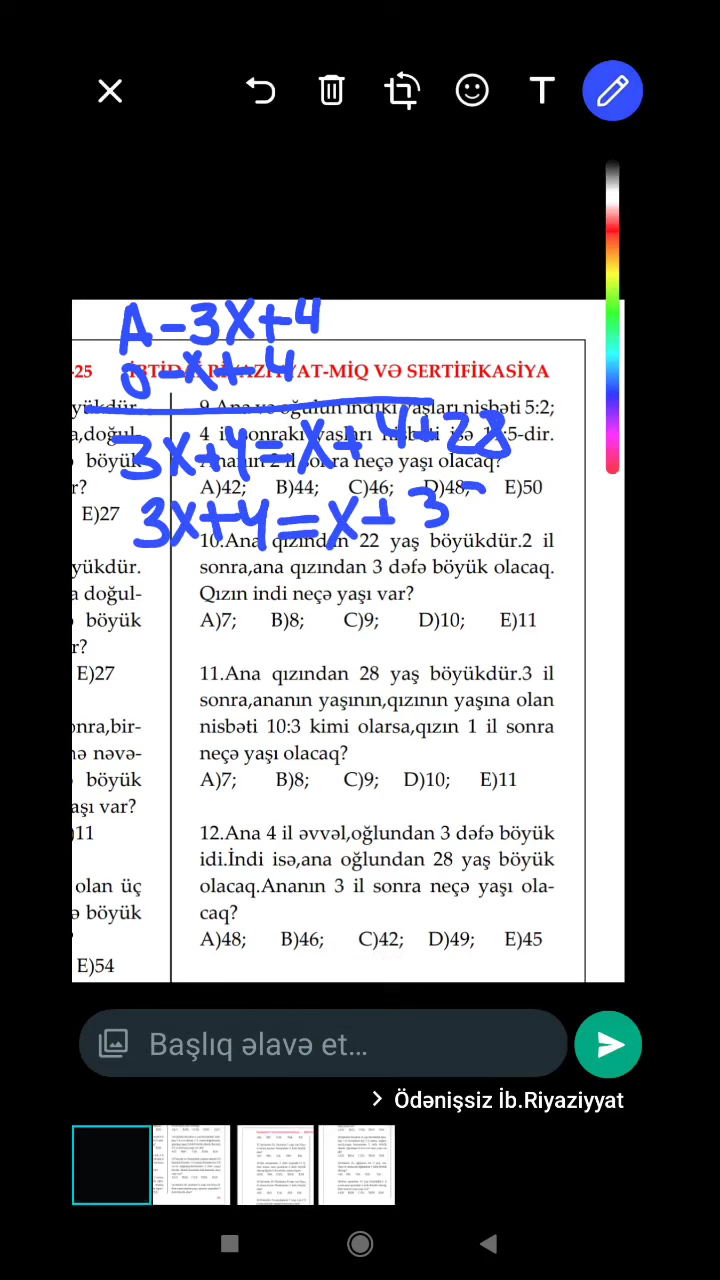 T
A-3x+4
-25 İBTİDAİ RİYAZİYYAT-MİQ VƏ SERTİFİKASİYA
O-x+4
yükdür.
a,doğul-
ə böyük
r?
E)27
yükdür.
a doğul-
ə böyük
r?
E)27
onra,bir-
nə nəvə-
ə böyük
aşı var?
)11
olan üç
ə böyük
?
E)54
9.Ana və oğulun indiki yaşları nisbəti 5:2;
4 il sonrakı yaşları nisbəti isə :5-dir.
Ananın 2 il sonra neçə yaşı olacaq?
A)42; B)44; C)46; D)48; E)50
3x+4=x+4+28
3x+4=x+3
10.Ana qızından 22 yaş böyükdür.2 il
sonra,ana qızından 3 dəfə böyük olacaq.
Qızın indi neçə yaşı var?
A)7; B)8; C)9; D)10; E)11
11.Ana qızından 28 yaş böyükdür.3 il
sonra,ananın yaşının,qızının yaşına olan
nisbəti 10:3 kimi olarsa,qızın 1 il sonra
neçə yaşı olacaq?
A)7; B)8; C)9; D)10; E)11
12.Ana 4 il əvvəl,oğlundan 3 dəfə böyük
idi.İndi isə,ana oğlundan 28 yaş böyük
olacaq.Ananın 3 il sonra neçə yaşı ola-
caq?
A)48; B)46; C)42; D)49; E)45
Başlıq əlavə et...
> Ödənişsiz İb.Riyaziyyat